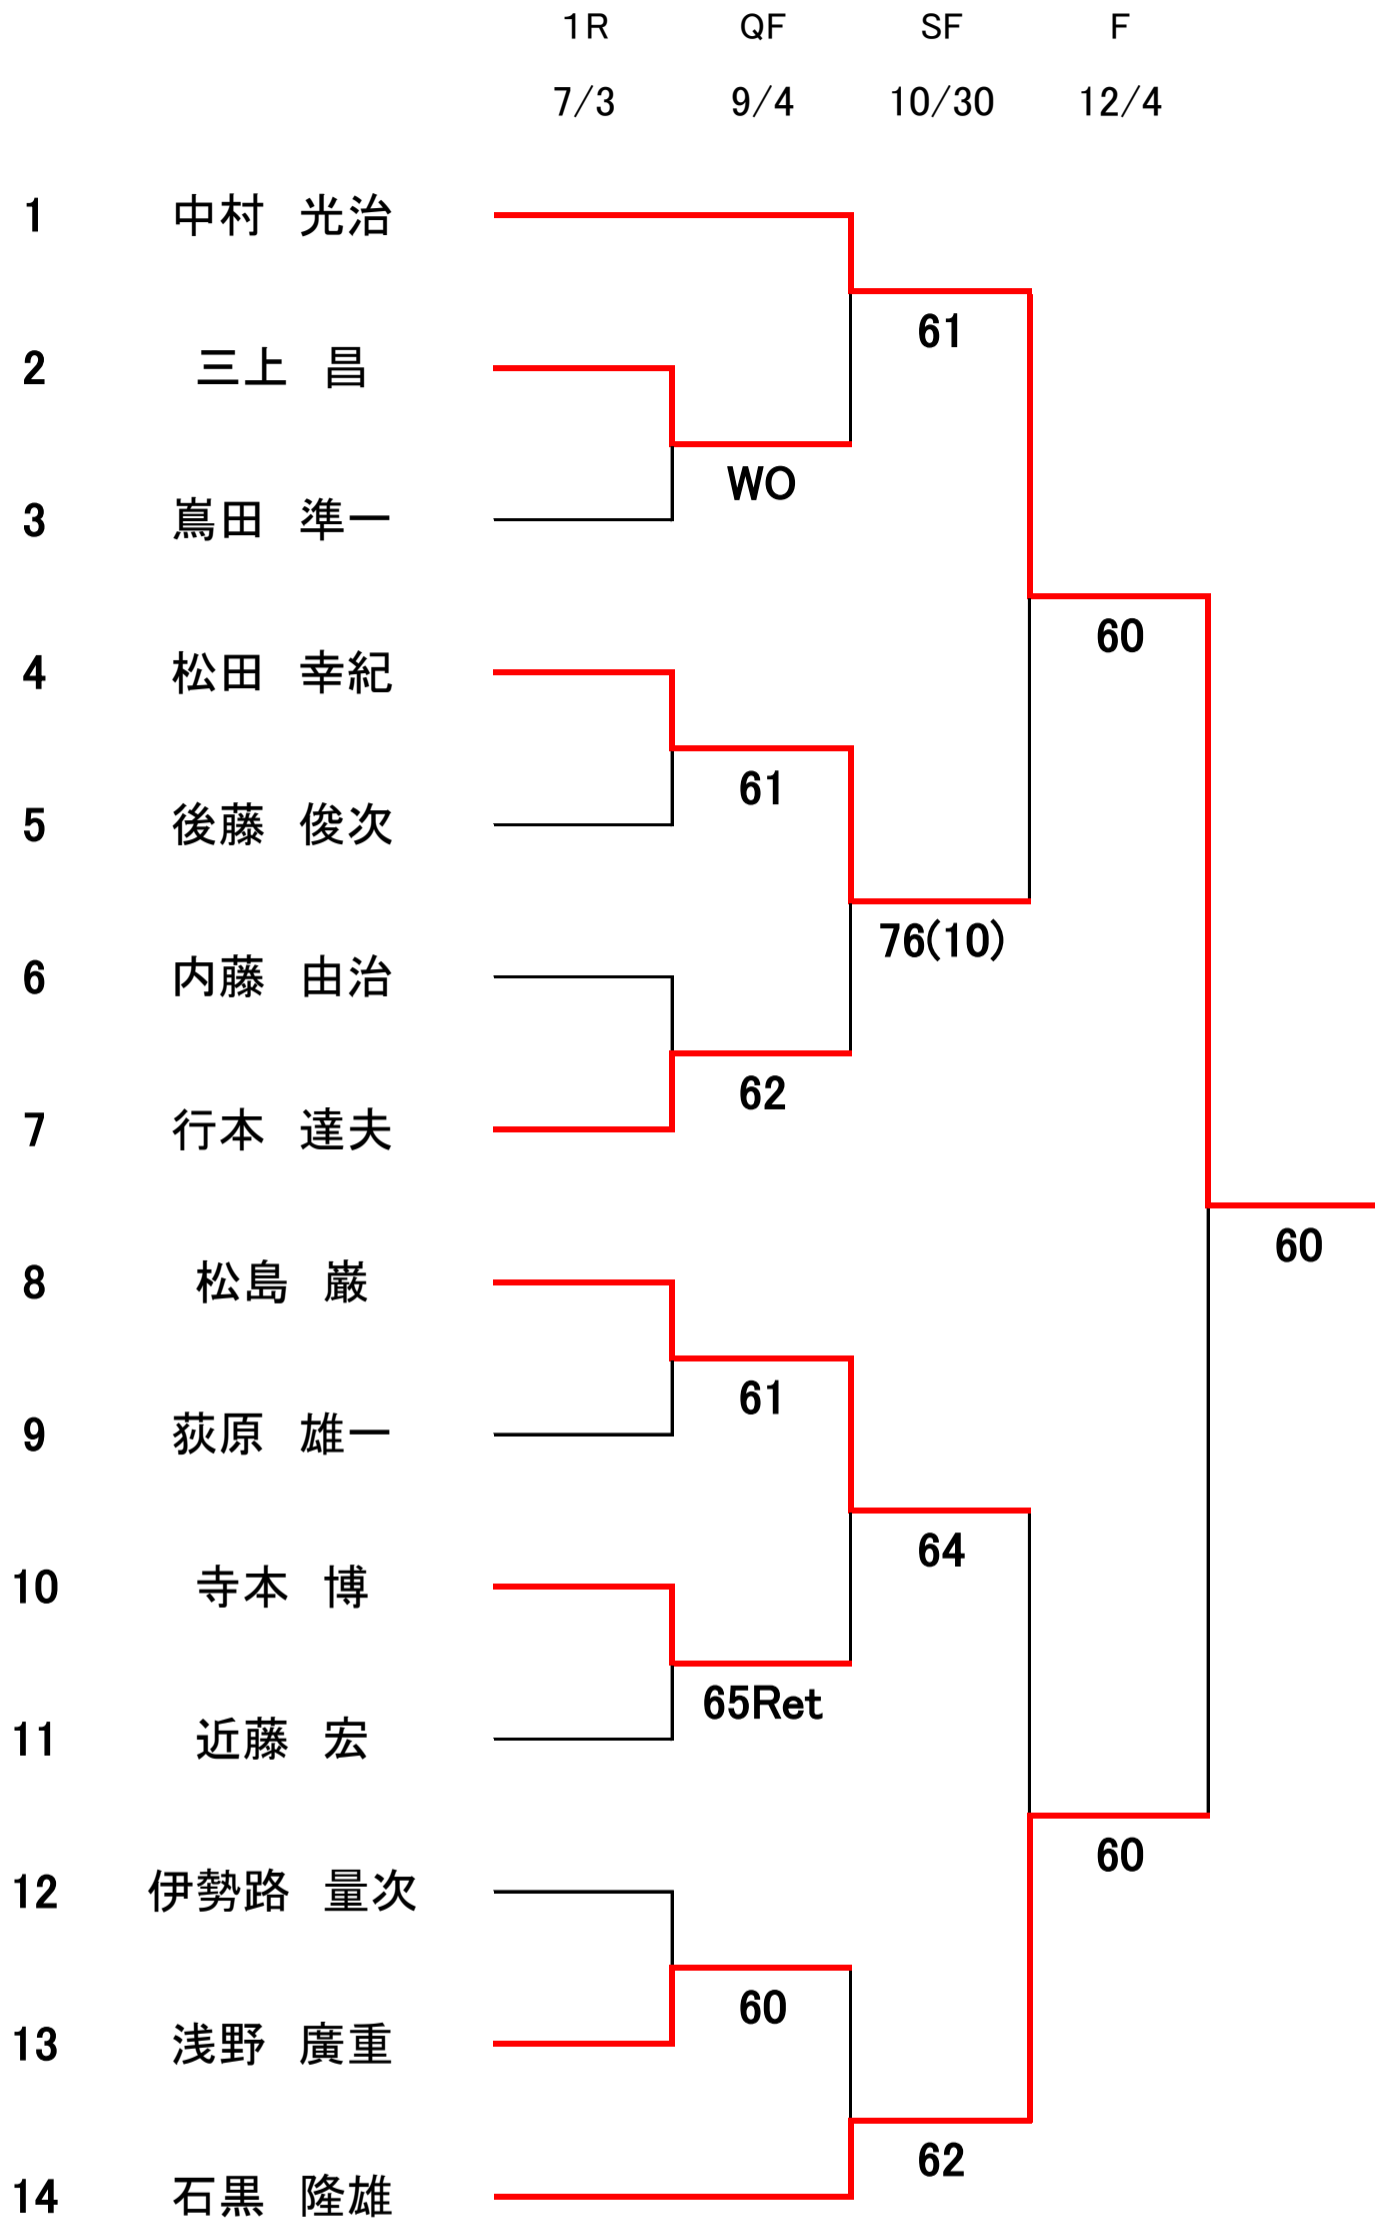 1R QF SF F
7/3 9/4 10/30 12/4
1 中村 光治
61
2 三上 昌
WO
3 嶌田 準一
60
4 松田 幸紀
61
5 後藤 俊次
76(10)
6 内藤 由治
62
7 行本 達夫
60
8 松島 巌
61
9 荻原 雄一
64
10 寺本 博
65Ret
11 近藤 宏
60
12 伊勢路 量次
60
13 浅野 廣重
62
14 石黒 隆雄